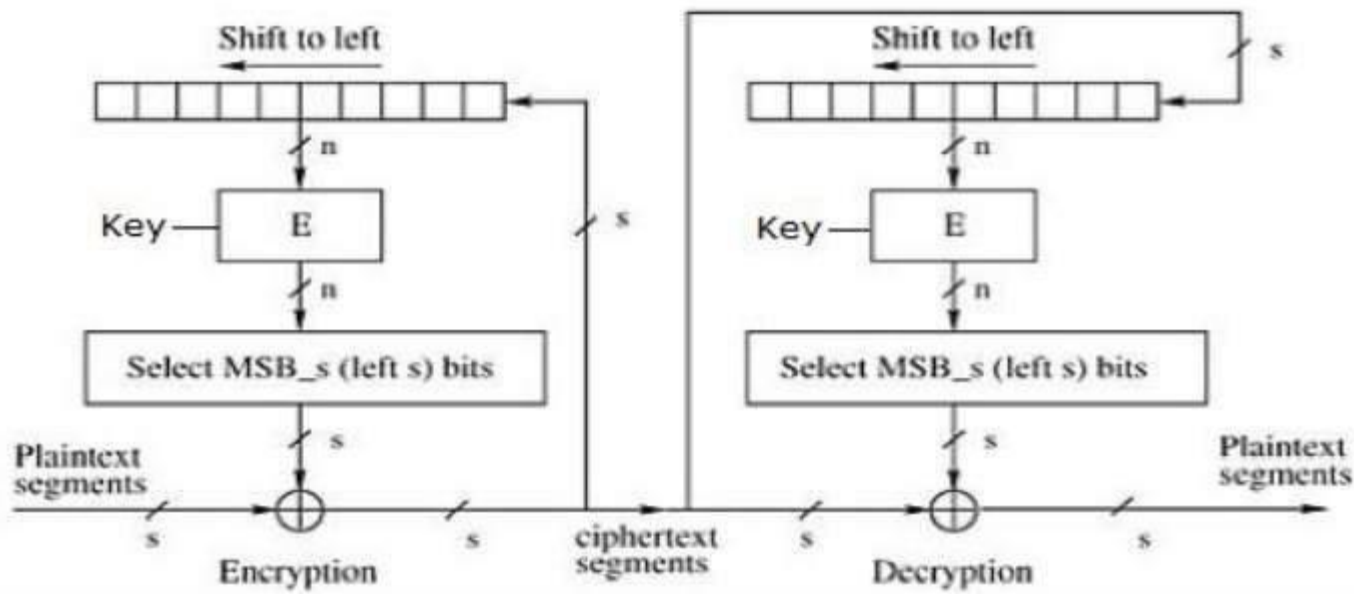 Shift to left
Shift to left
s
n
n
Key
E
s
Key
E
n
n
Select MSB_s (left s) bits
Select MSB_s (left s) bits
s
s
Plaintext
segments
Plaintext
segments
s
s
ciphertext
segments
s
s
Encryption
Decryption